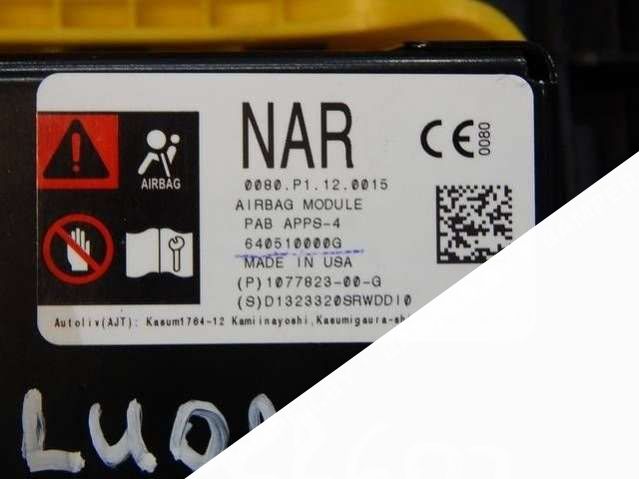 NAR
CE 0080
0080.P1.12.0015
AIRBAG
AIRBAG MODULE
PAB APPS-4
640510000G
MADE IN USA
(P)1077823-00-G
(S)D1323320SRWDDI0
Autoliv(AJT): Kasumi764-12 Kamiinayoshi,Kasumigaura-sh
LUO